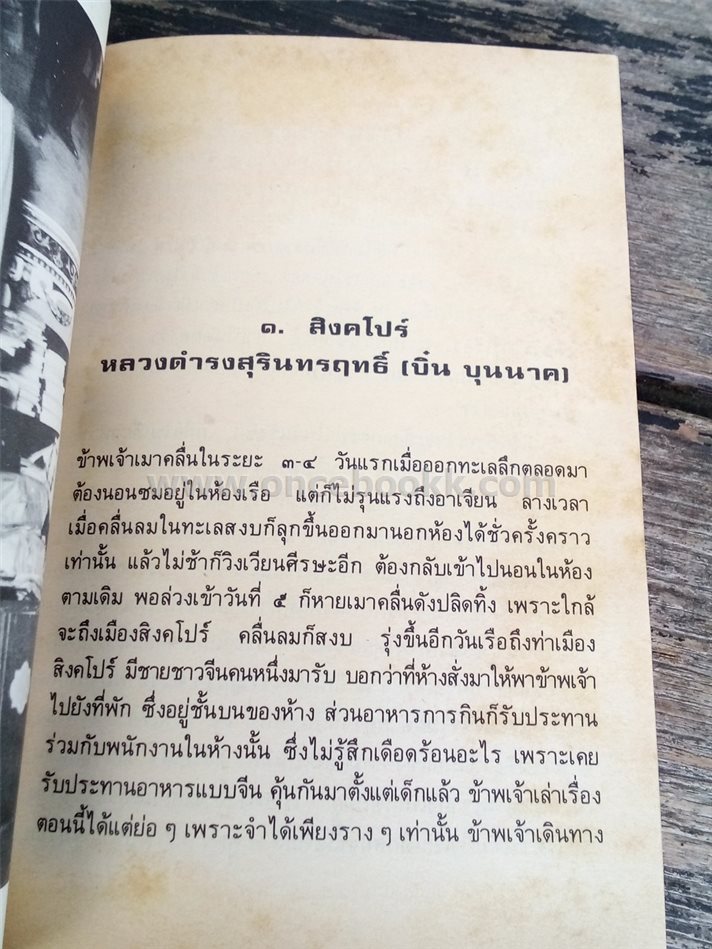 ๑. สิงคโปร์
หลวงดำรงสุรินทรฤทธิ์ (บิ๋น บุนนาค)
ข้าพเจ้าเมาคลื่นในระยะ ๓-๔ วันแรกเมื่อออกทะเลลึกตลอดมา
ต้องนอนซมอยู่ในห้องเรือ แต่ก็ไม่รุนแรงถึงอาเจียน ลางเวลา
เมื่อคลื่นลมในทะเลสงบก็ลุกขึ้นออกมานอกห้องได้ชั่วครั้งคราว
เท่านั้น แล้วไม่ช้าก็วิงเวียนศีรษะอีก ต้องกลับเข้าไปนอนในห้อง
ตามเดิม พอล่วงเข้าวันที่ ๕ ก็หายเมาคลื่นดังปลิดทิ้ง เพราะใกล้
จะถึงเมืองสิงคโปร์ คลื่นลมก็สงบ รุ่งขึ้นอีกวันเรือถึงท่าเมือง
สิงคโปร์ มีชายชาวจีนคนหนึ่งมารับ บอกว่าที่ห้างสั่งมาให้พาข้าพเจ้า
ไปยังที่พัก ซึ่งอยู่ชั้นบนของห้าง ส่วนอาหารการกินก็รับประทาน
ร่วมกับพนักงานในห้างนั้น ซึ่งไม่รู้สึกเดือดร้อนอะไร เพราะเคย
รับประทานอาหารแบบจีน คุ้นกันมาตั้งแต่เด็กแล้ว ข้าพเจ้าเล่าเรื่อง
ตอนนี้ได้แต่ย่อ ๆ เพราะจำได้เพียงราง ๆ เท่านั้น ข้าพเจ้าเดินทาง
www.oncebookk.com